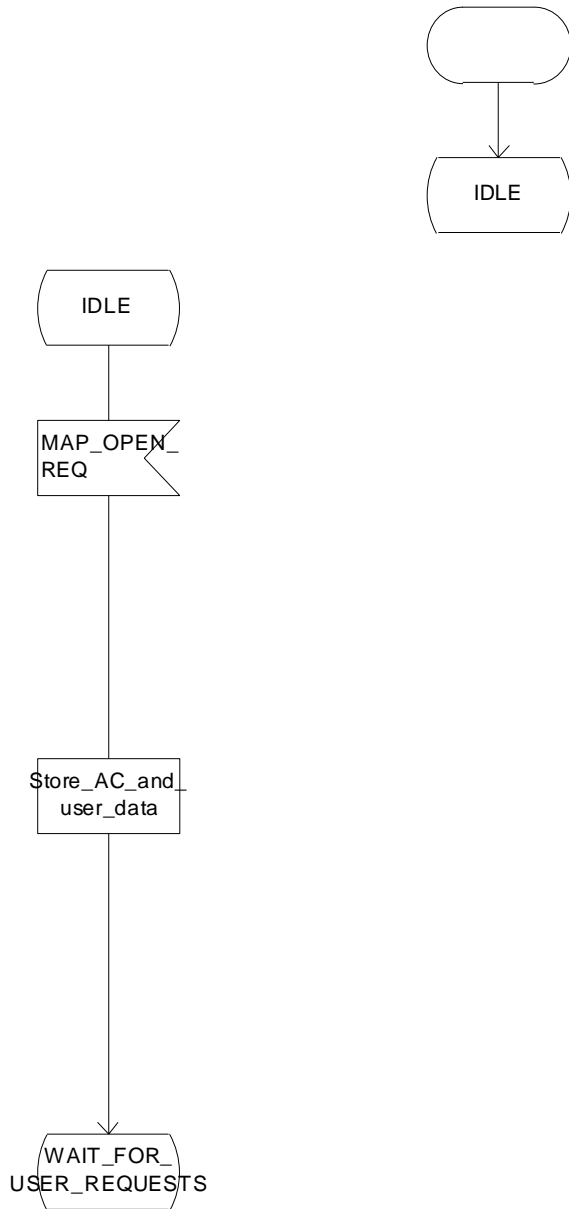 IDLE
IDLE
MAP_OPEN_
REQ
Store_AC_and_
user_data
WAIT_FOR_
USER_REQUESTS